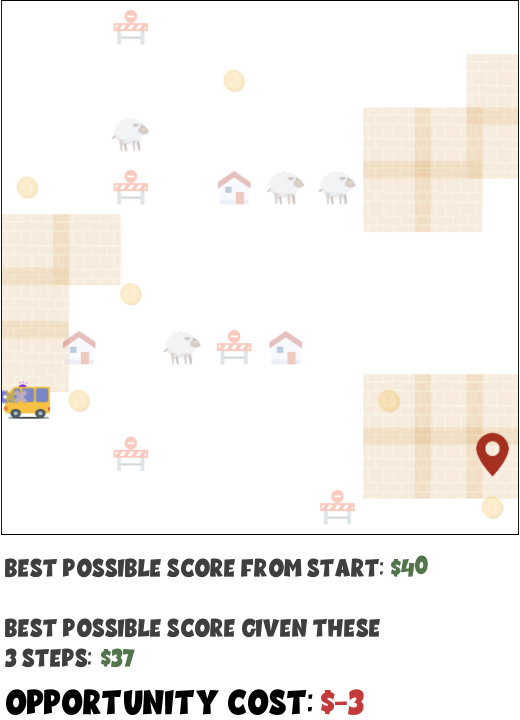 BEST POSSIBLE SCORE FROM START: $40
BEST POSSIBLE SCORE GIVEN THESE
3 STEPS: $37
OPPORTUNITY COST: $-3